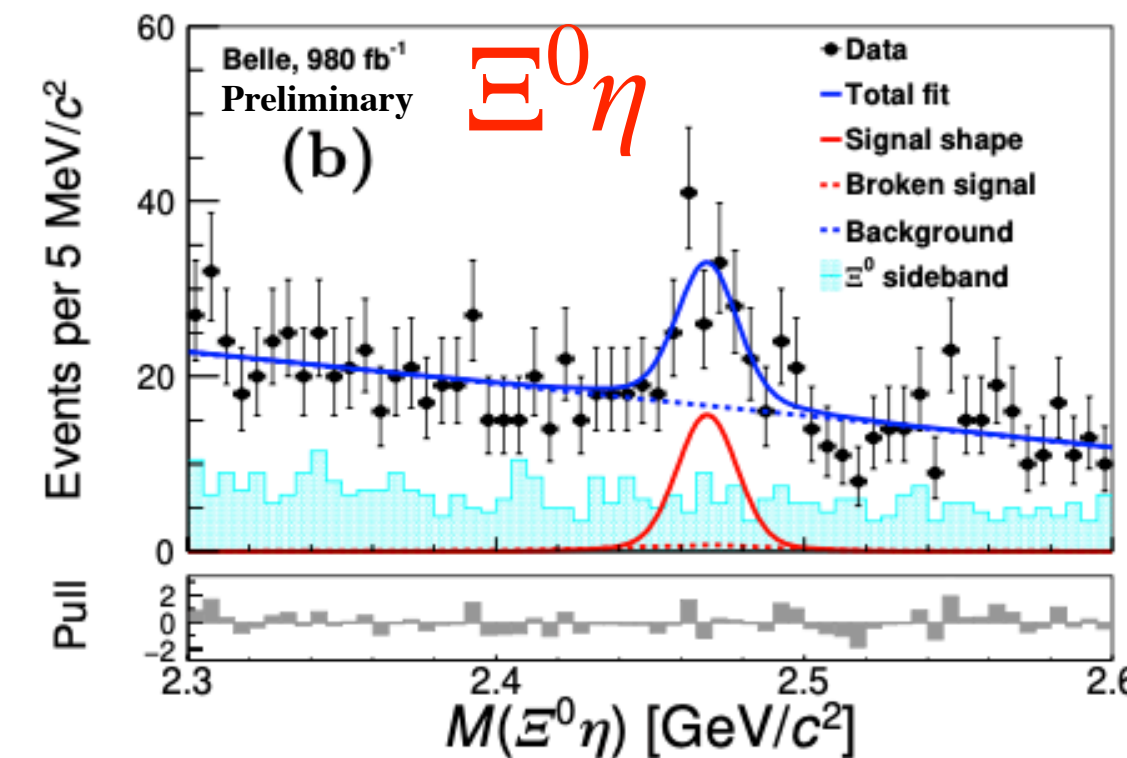 60
40
20
0
Events per 5 MeV/c²
Belle, 980 fb⁻¹
Preliminary
(b)
Ξ⁰η
Data
Total fit
Signal shape
Broken signal
Background
Ξ⁰ sideband
Pull
2
0
−2
2.3 2.4 2.5 2.6
M(Ξ⁰η) [GeV/c²]